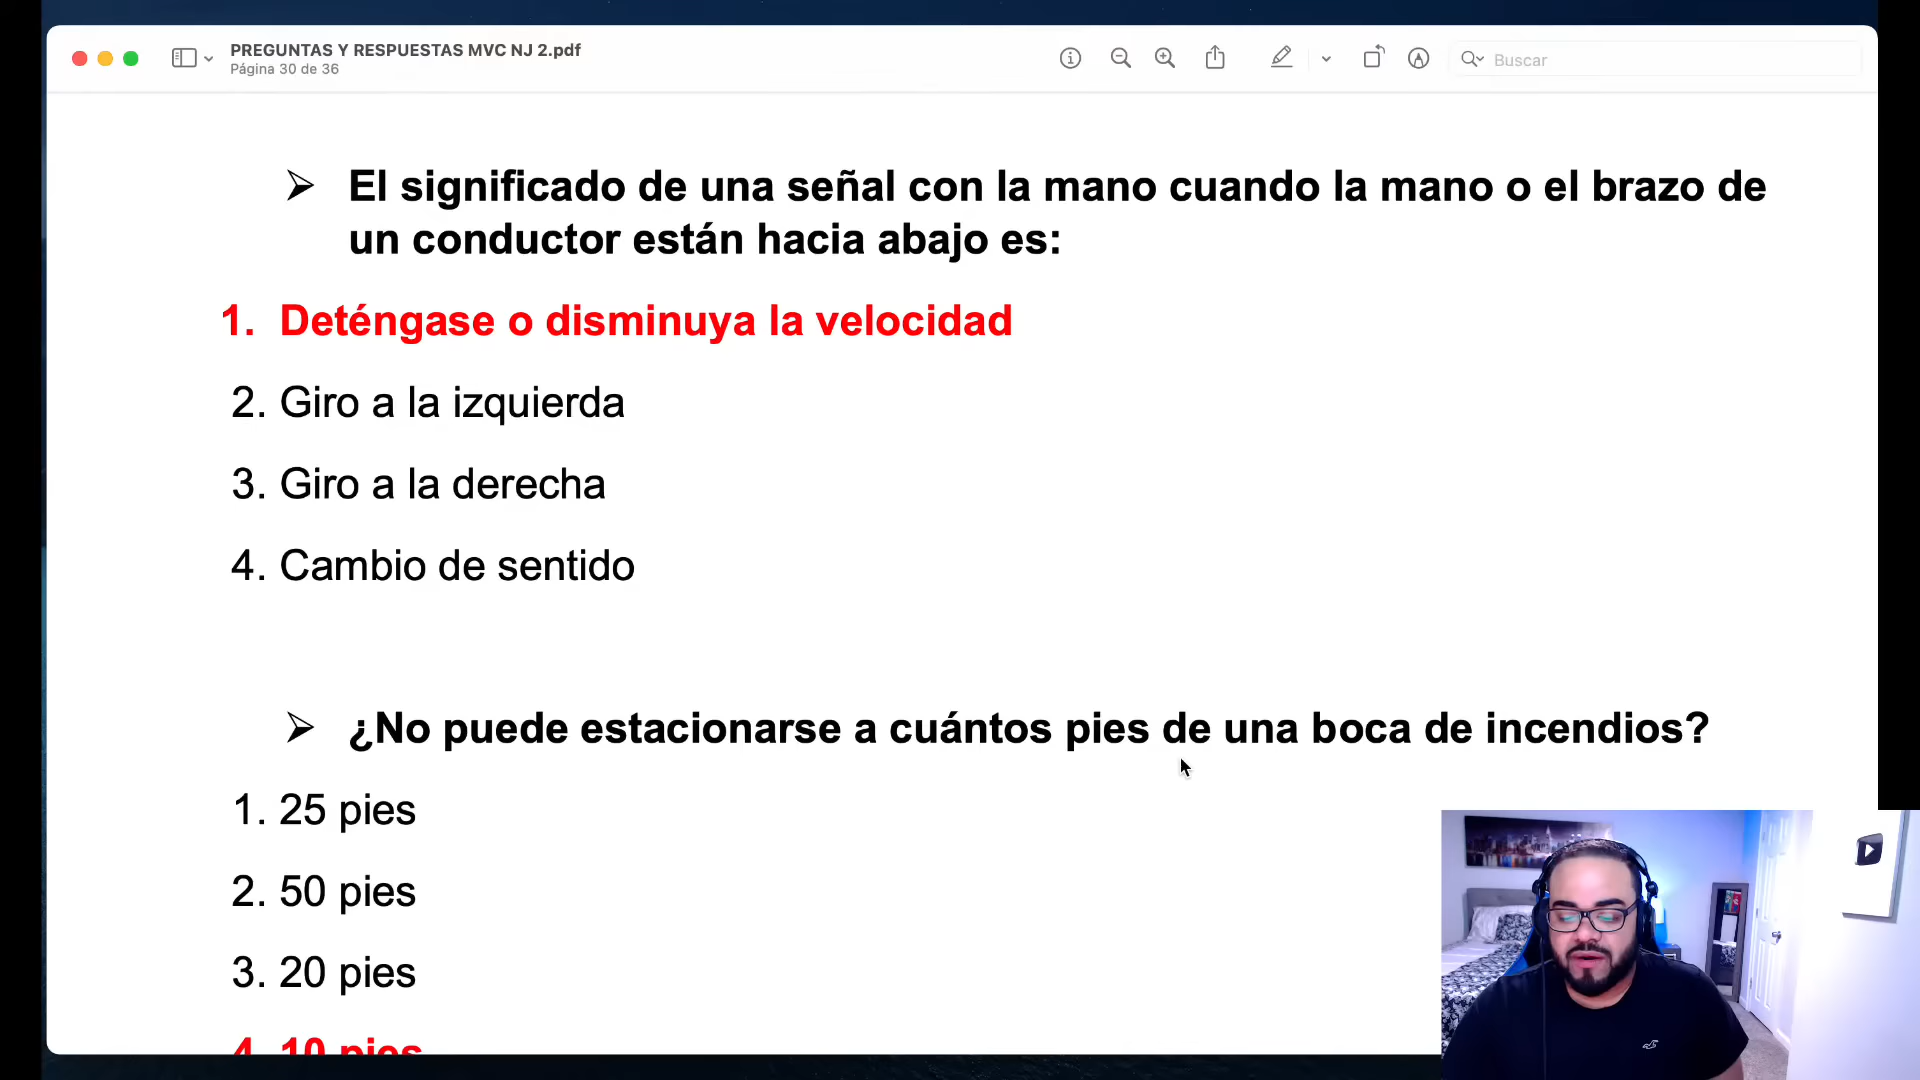 PREGUNTAS Y RESPUESTAS MVC NJ 2.pdf
Página 30 de 36
Buscar
➢ El significado de una señal con la mano cuando la mano o el brazo de
un conductor están hacia abajo es:
1. Deténgase o disminuya la velocidad
2. Giro a la izquierda
3. Giro a la derecha
4. Cambio de sentido
➢ ¿No puede estacionarse a cuántos pies de una boca de incendios?
1. 25 pies
2. 50 pies
3. 20 pies
4. 10 pies